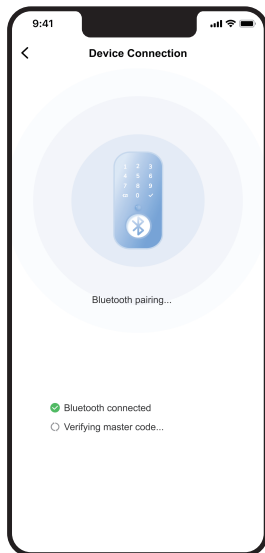 9:41
Device Connection
1 2 3
4 5 6
7 8 9
0
Bluetooth pairing...
Bluetooth connected
Verifying master code...